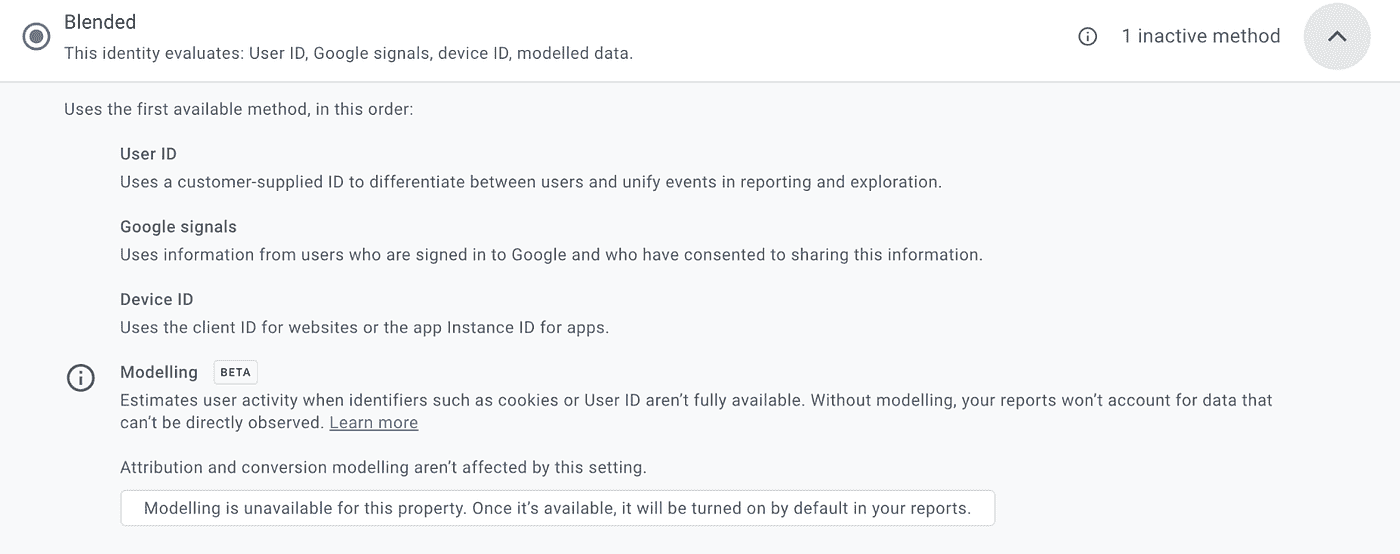 Blended
This identity evaluates: User ID, Google signals, device ID, modelled data.
1 inactive method
Uses the first available method, in this order:
User ID
Uses a customer-supplied ID to differentiate between users and unify events in reporting and exploration.
Google signals
Uses information from users who are signed in to Google and who have consented to sharing this information.
Device ID
Uses the client ID for websites or the app Instance ID for apps.
Modelling BETA
Estimates user activity when identifiers such as cookies or User ID aren't fully available. Without modelling, your reports won't account for data that
can't be directly observed. Learn more
Attribution and conversion modelling aren't affected by this setting.
Modelling is unavailable for this property. Once it's available, it will be turned on by default in your reports.